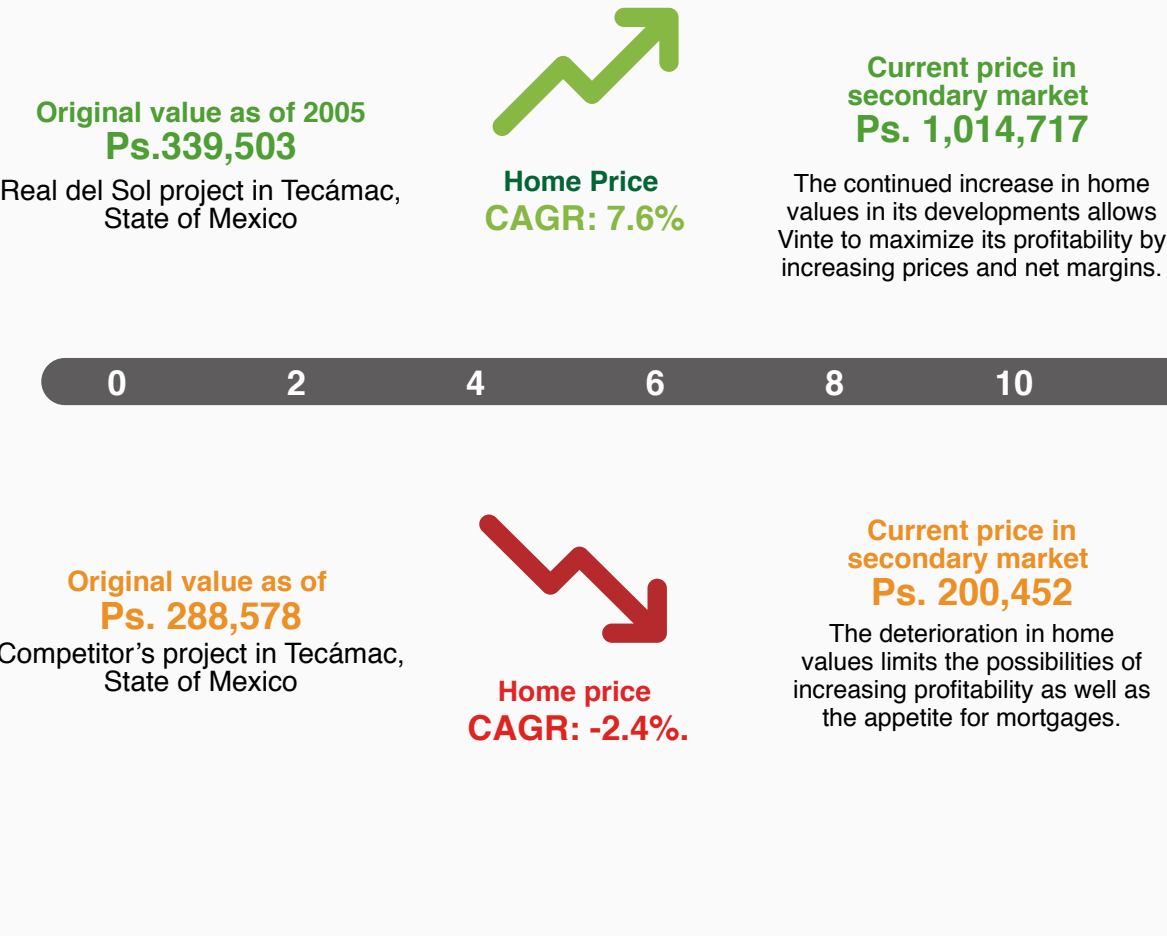 Original value as of 2005
Ps.339,503
Real del Sol project in Tecámac,
State of Mexico
Home Price
CAGR: 7.6%
Current price in
secondary market
Ps. 1,014,717
The continued increase in home
values in its developments allows
Vinte to maximize its profitability by
increasing prices and net margins.
0 2 4 6 8 10
Original value as of
Ps. 288,578
Competitor’s project in Tecámac,
State of Mexico
Home price
CAGR: -2.4%.
Current price in
secondary market
Ps. 200,452
The deterioration in home
values limits the possibilities of
increasing profitability as well as
the appetite for mortgages.